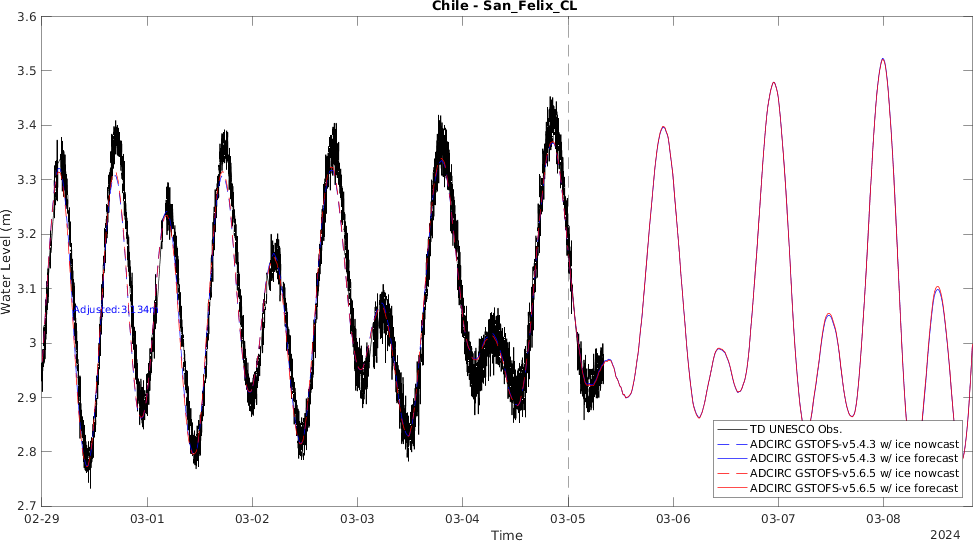 Chile - San_Felix_CL
3.6
3.5
3.4
3.3
3.2
3.1
3
2.9
2.8
2.7
Water Level (m)
Adjusted:3.134m
TD UNESCO Obs.
ADCIRC GSTOFS-v5.4.3 w/ ice nowcast
ADCIRC GSTOFS-v5.4.3 w/ ice forecast
ADCIRC GSTOFS-v5.6.5 w/ ice nowcast
ADCIRC GSTOFS-v5.6.5 w/ ice forecast
02-29 03-01 03-02 03-03 03-04 03-05 03-06 03-07 03-08
Time
2024